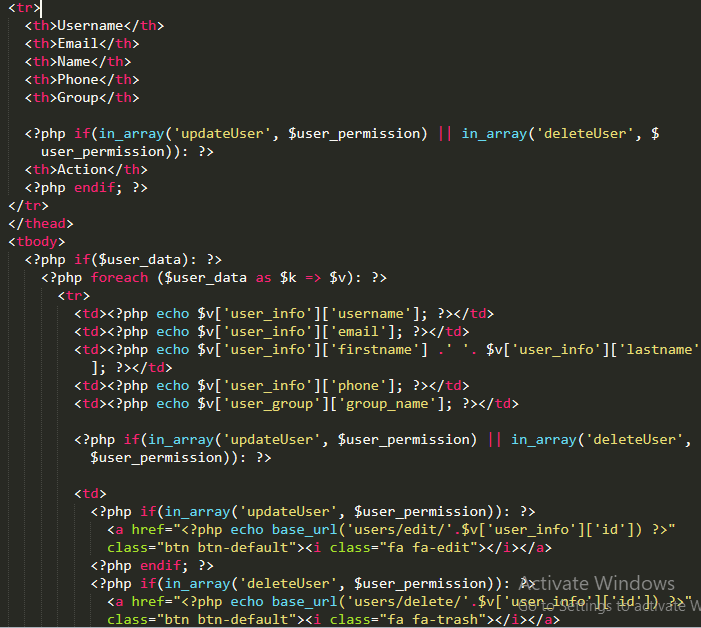 <tr>
<th>Username</th>
<th>Email</th>
<th>Name</th>
<th>Phone</th>
<th>Group</th>
<?php if(in_array('updateUser', $user_permission) || in_array('deleteUser', $
user_permission)): ?>
<th>Action</th>
<?php endif; ?>
</tr>
</thead>
<tbody>
<?php if($user_data): ?>
<?php foreach ($user_data as $k => $v): ?>
<tr>
<td><?php echo $v['user_info']['username']; ?></td>
<td><?php echo $v['user_info']['email']; ?></td>
<td><?php echo $v['user_info']['firstname'] .' '. $v['user_info']['lastname'
]; ?></td>
<td><?php echo $v['user_info']['phone']; ?></td>
<td><?php echo $v['user_group']['group_name']; ?></td>
<?php if(in_array('updateUser', $user_permission) || in_array('deleteUser',
$user_permission)): ?>
<td>
<?php if(in_array('updateUser', $user_permission)): ?>
<a href="<?php echo base_url('users/edit/'.$v['user_info']['id']) ?>"
class="btn btn-default"><i class="fa fa-edit"></i></a>
<?php endif; ?>
<?php if(in_array('deleteUser', $user_permission)): ?>
<a href="<?php echo base_url('users/delete/'.$v['user_info']['id']) ?>"
class="btn btn-default"><i class="fa fa-trash"></i></a>
Activate Windows
Go to Settings to activate W